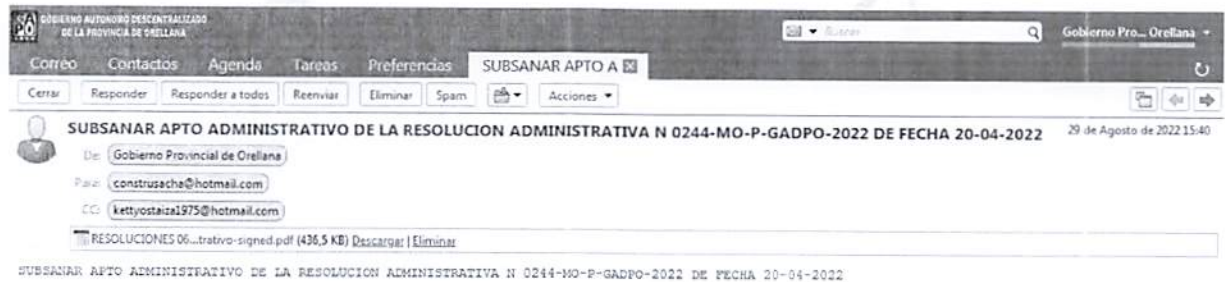 GOBIERNO AUTONOMO DESCENTRALIZADO
DE LA PROVINCIA DE ORELLANA
Buscar
Gobierno Pro... Orellana
Correo Contactos Agenda Tareas Preferencias SUBSANAR APTO A
Cerrar Responder Responder a todos Reenviar Eliminar Spam Acciones
SUBSANAR APTO ADMINISTRATIVO DE LA RESOLUCION ADMINISTRATIVA N 0244-MO-P-GADPO-2022 DE FECHA 20-04-2022 29 de Agosto de 2022 15:40
De: Gobierno Provincial de Orellana
Para: construsacha@hotmail.com
CC: kettyostaiza1975@hotmail.com
RESOLUCIONES 06...trativo-signed.pdf (436,5 KB) Descargar | Eliminar
SUBSANAR APTO ADMINISTRATIVO DE LA RESOLUCION ADMINISTRATIVA N 0244-MO-P-GADPO-2022 DE FECHA 20-04-2022